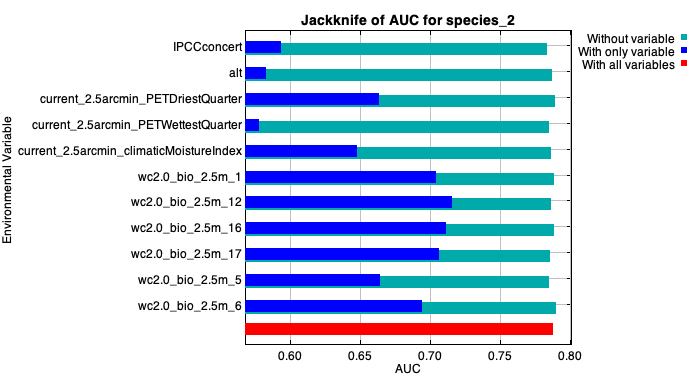 Jackknife of AUC for species_2
Environmental Variable
IPCCconcert
alt
current_2.5arcmin_PETDriestQuarter
current_2.5arcmin_PETWettestQuarter
current_2.5arcmin_climaticMoistureIndex
wc2.0_bio_2.5m_1
wc2.0_bio_2.5m_12
wc2.0_bio_2.5m_16
wc2.0_bio_2.5m_17
wc2.0_bio_2.5m_5
wc2.0_bio_2.5m_6
0.60 0.65 0.70 0.75 0.80
AUC
Without variable
With only variable
With all variables